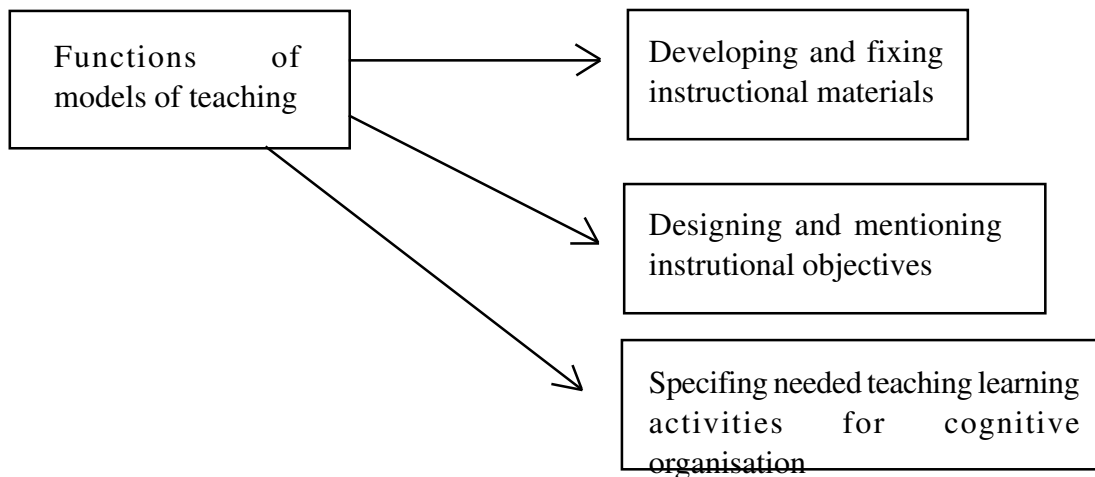 Functions of
models of teaching
Developing and fixing
instructional materials
Designing and mentioning
instrutional objectives
Specifing needed teaching learning
activities for cognitive
organisation